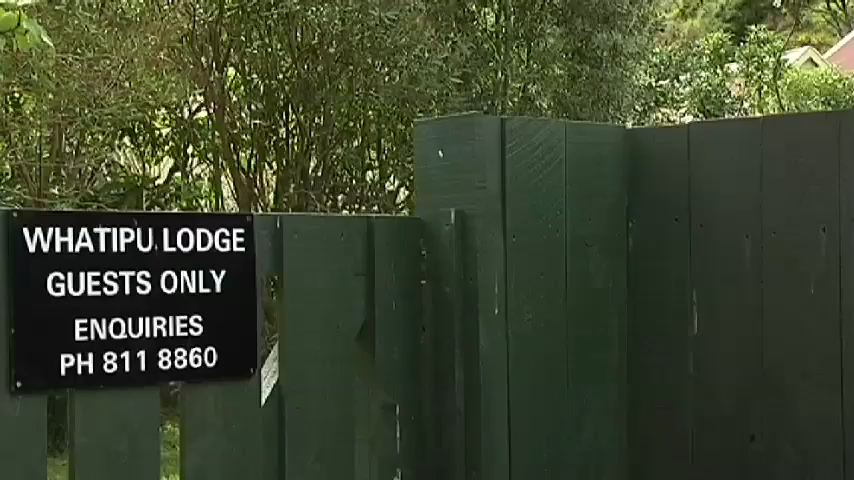 WHATIPU LODGE
GUESTS ONLY
ENQUIRIES
PH 811 8860